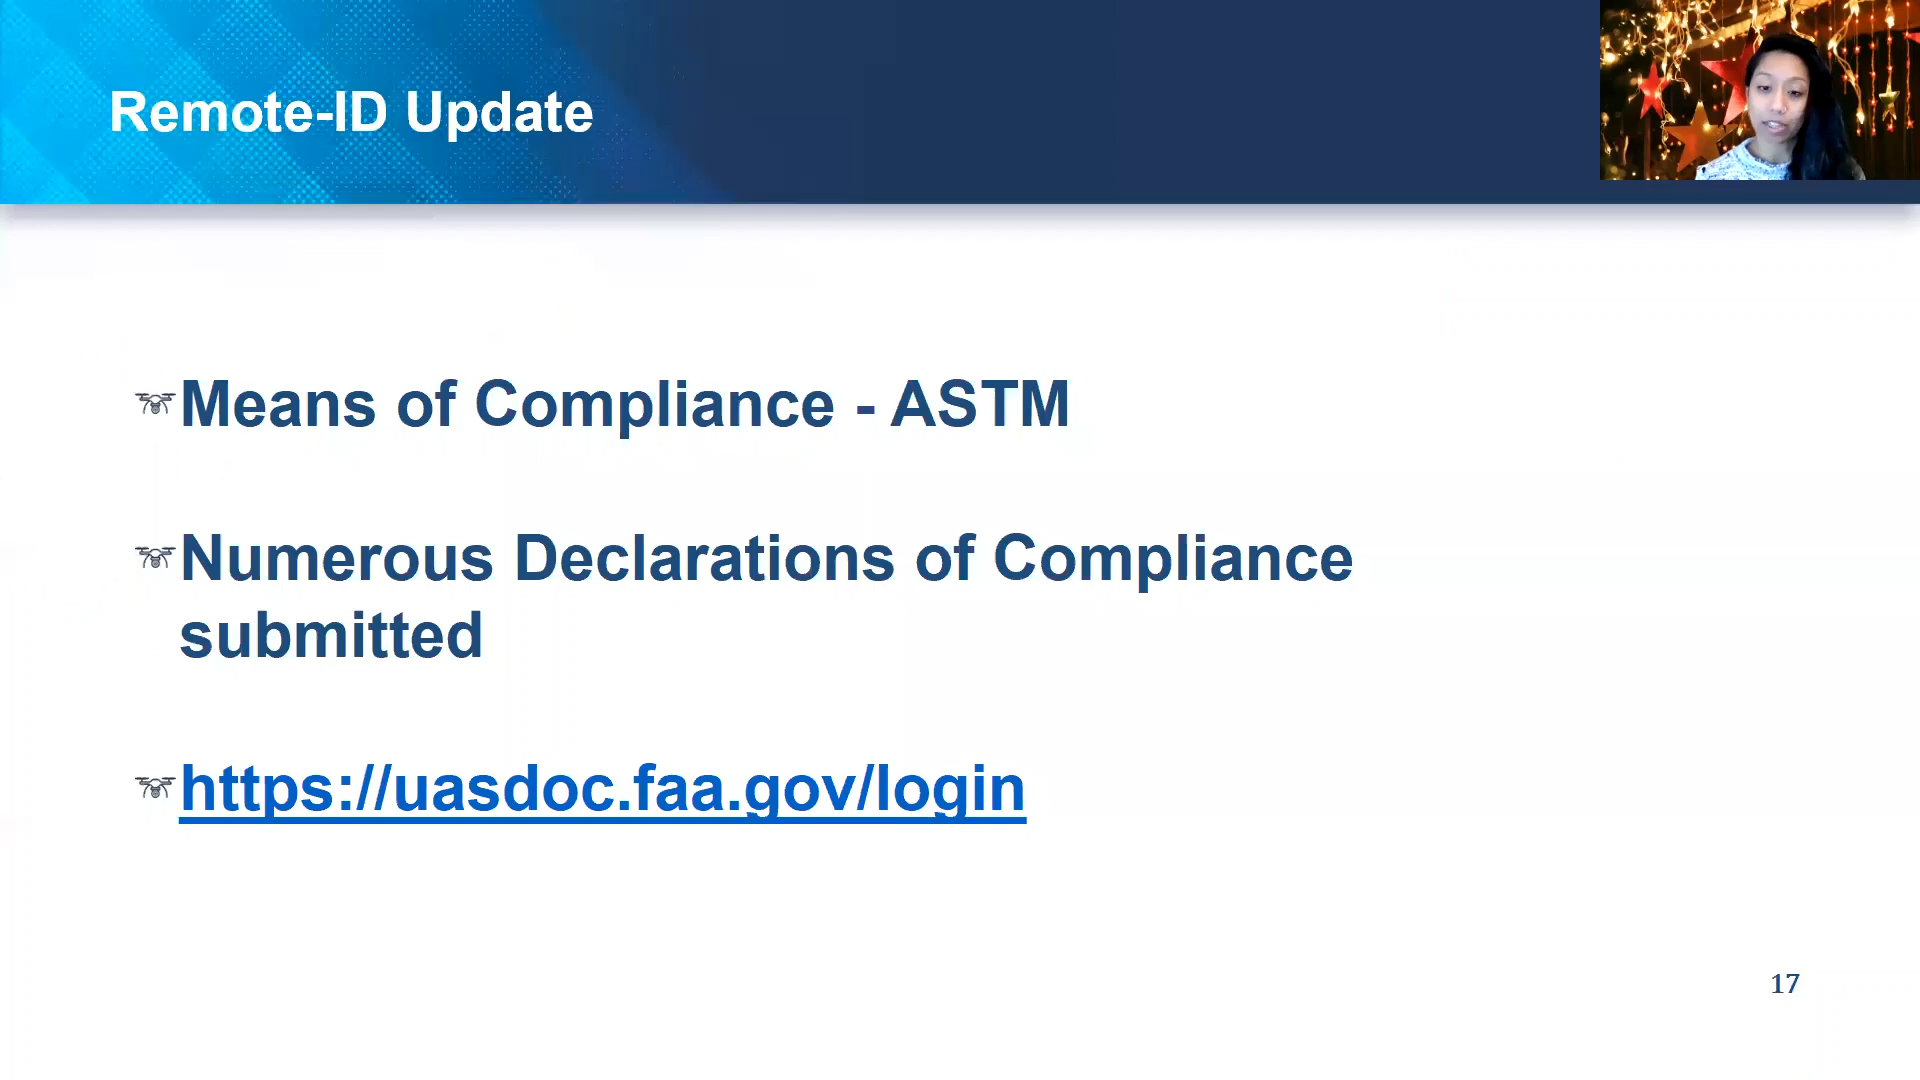 Remote-ID Update
Means of Compliance - ASTM
Numerous Declarations of Compliance
submitted
https://uasdoc.faa.gov/login
17